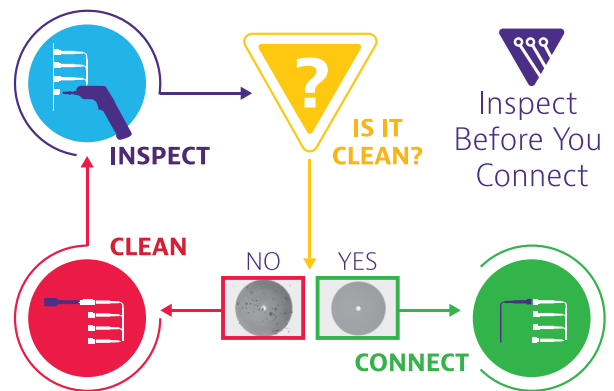 ?
IS IT
CLEAN?
Inspect
Before You
Connect
INSPECT
CLEAN
NO
YES
CONNECT